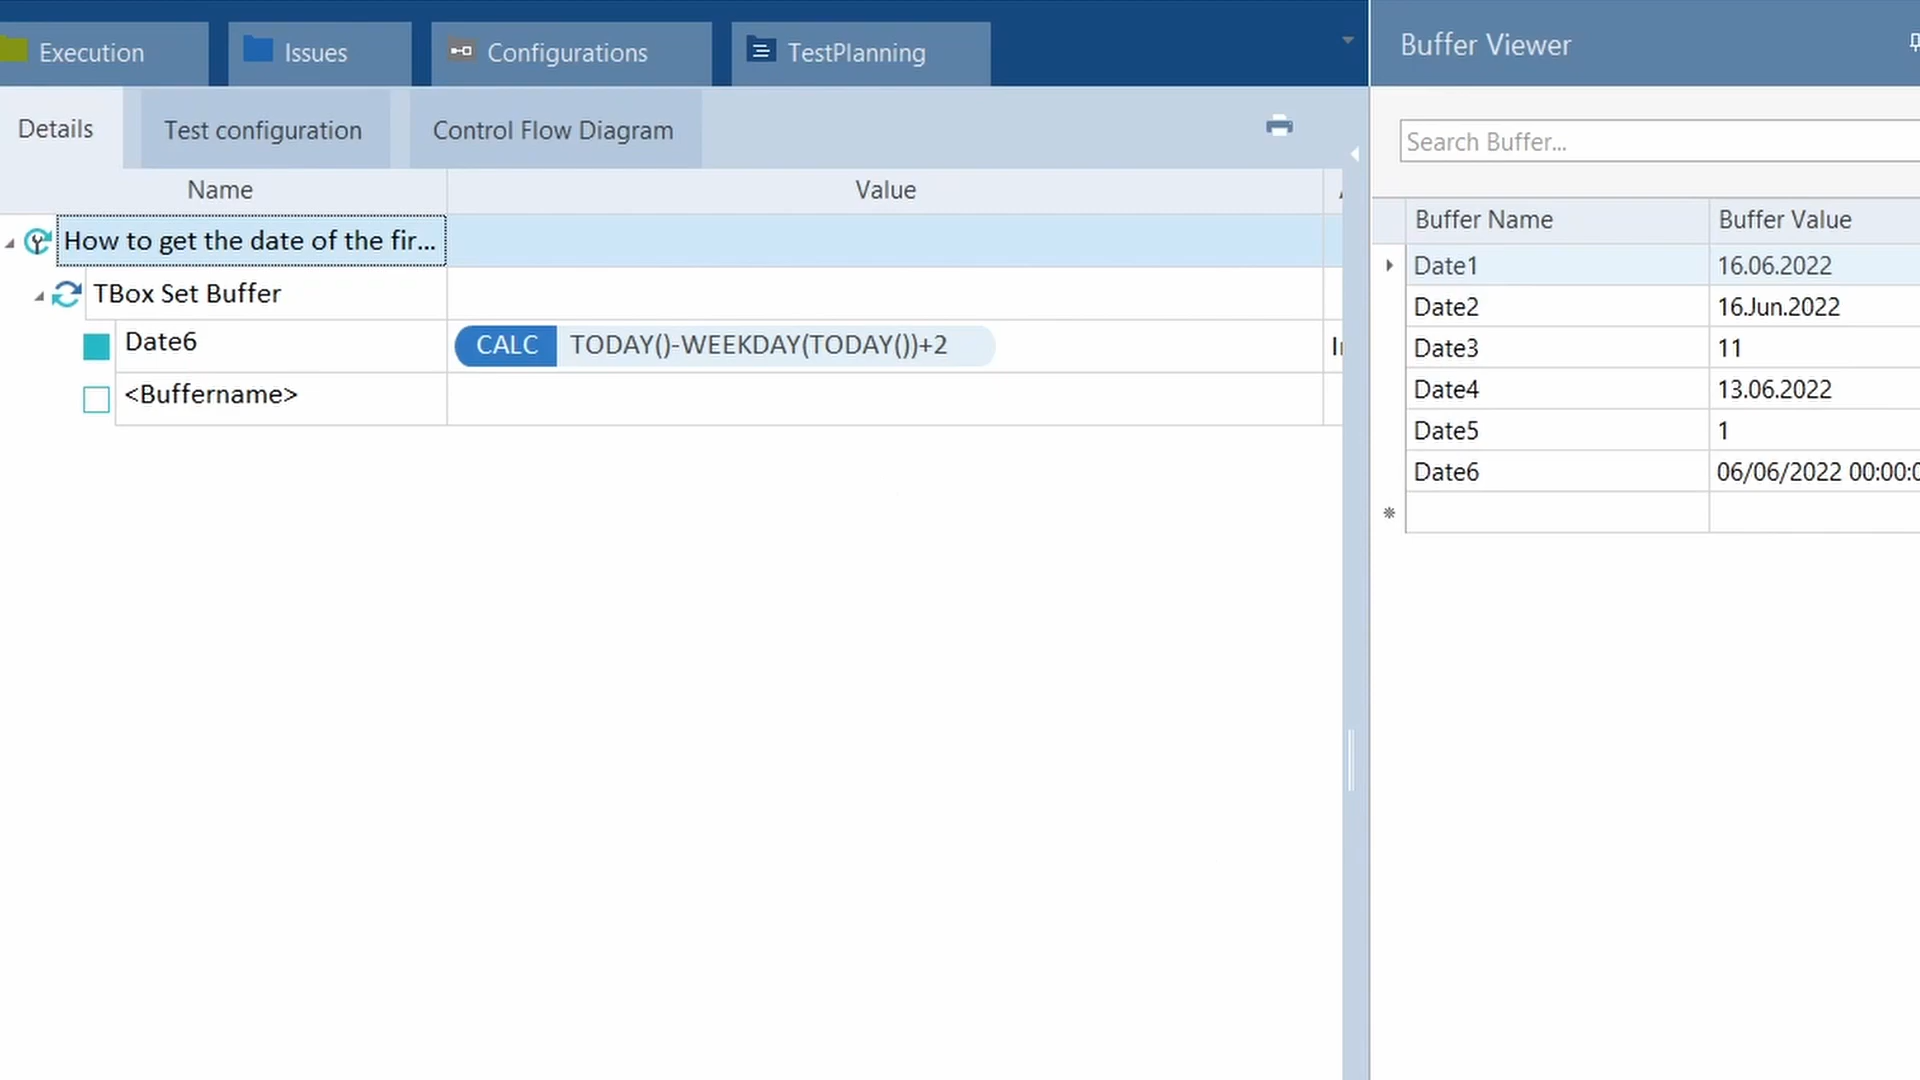 Execution Issues Configurations TestPlanning
Buffer Viewer
Details Test configuration Control Flow Diagram
Name Value
How to get the date of the fir...
TBox Set Buffer
Date6 CALC TODAY()-WEEKDAY(TODAY())+2
<Buffername>
Search Buffer...
Buffer Name Buffer Value
Date1 16.06.2022
Date2 16.Jun.2022
Date3 11
Date4 13.06.2022
Date5 1
Date6 06/06/2022 00:00:0